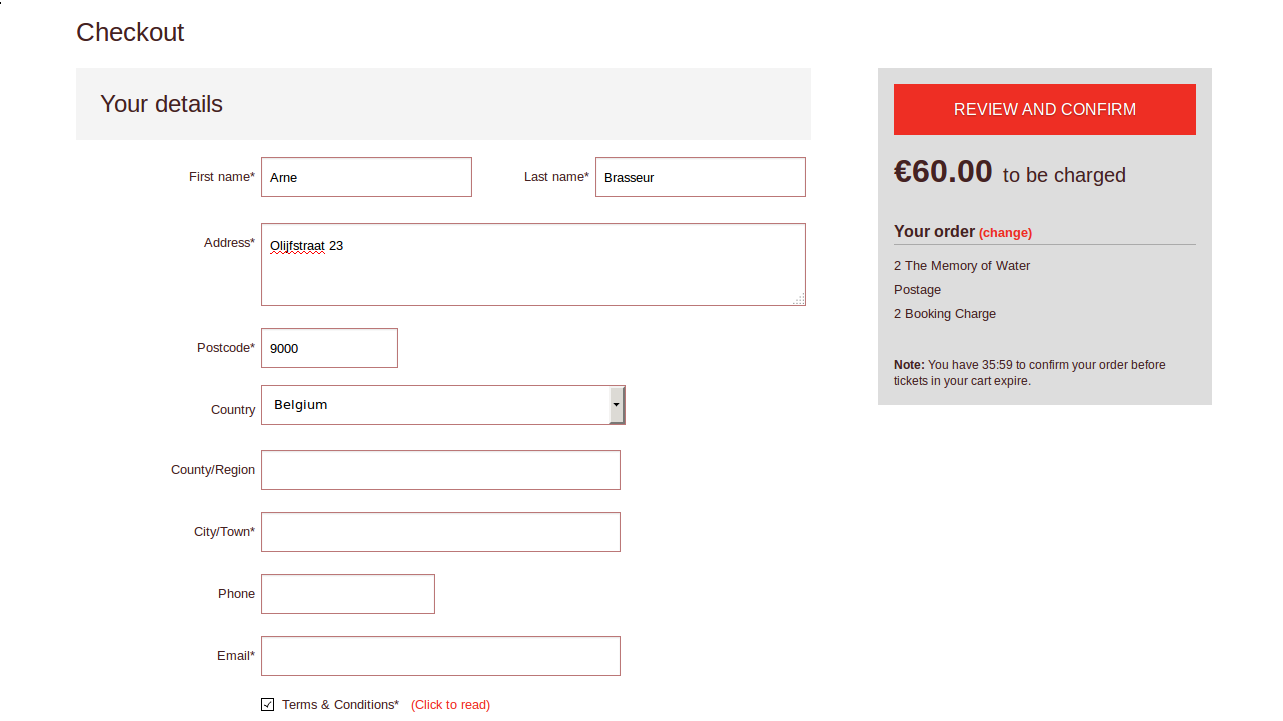 Checkout
Your details
First name* Arne Last name* Brasseur
Address* Olijfstraat 23
Postcode* 9000
Country Belgium
County/Region
City/Town*
Phone
Email*
Terms & Conditions* (Click to read)
REVIEW AND CONFIRM
€60.00 to be charged
Your order (change)
2 The Memory of Water
Postage
2 Booking Charge
Note: You have 35:59 to confirm your order before
tickets in your cart expire.